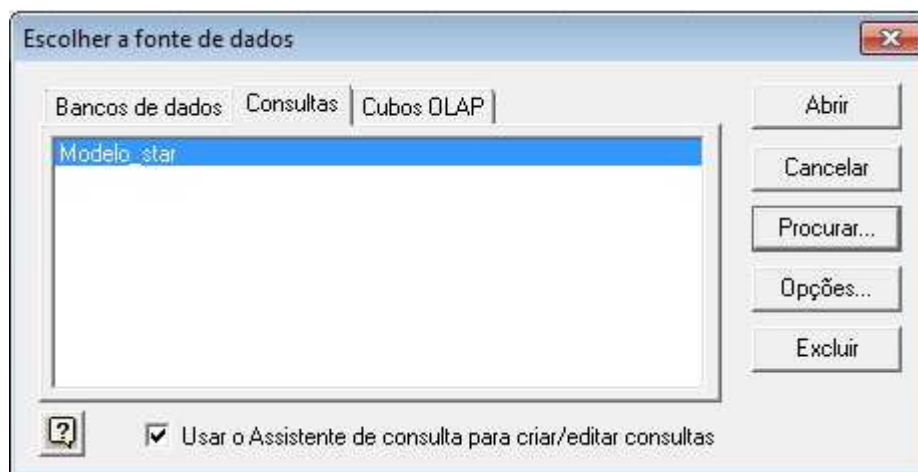 Escolher a fonte de dados
Bancos de dados Consultas Cubos OLAP
Modelo_star
Abrir
Cancelar
Procurar...
Opções...
Excluir
Usar o Assistente de consulta para criar/editar consultas